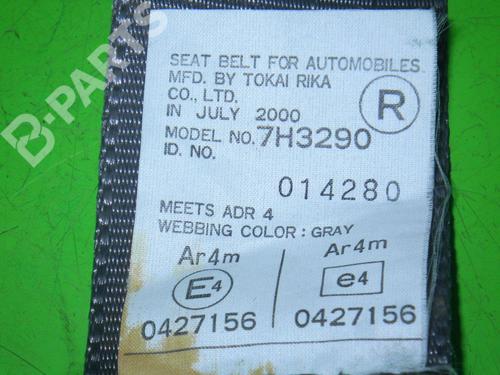 B-Parts
SEAT BELT FOR AUTOMOBILES
MFD. BY TOKAI RIKA
CO., LTD.
R
IN JULY 2000
MODEL NO. 7H3290
ID. NO.
014280
MEETS ADR 4
WEBBING COLOR: GRAY
Ar4m Ar4m
E4 e4
0427156 0427156